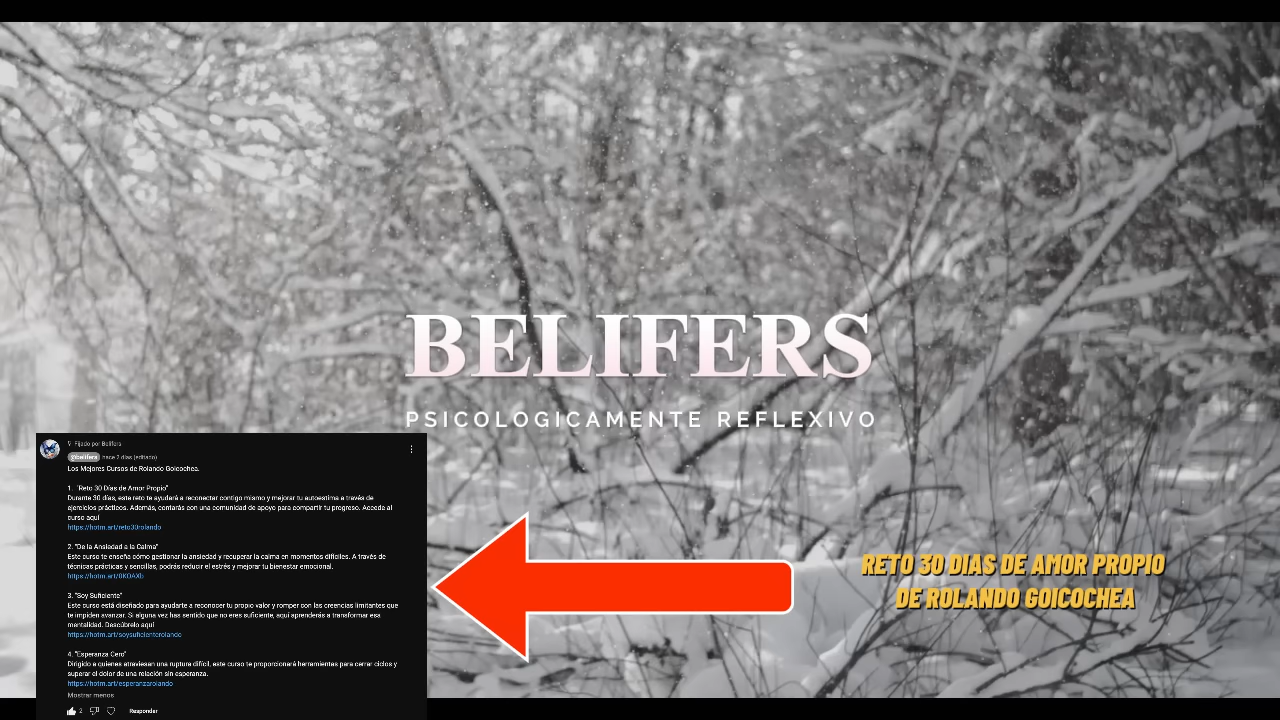 BELIFERS
PSICOLOGICAMENTE REFLEXIVO
Fijado por Belifers
@belifers hace 2 días (editado)
Los Mejores Cursos de Rolando Goicochea.
1. "Reto 30 Días de Amor Propio"
Durante 30 días, este reto te ayudará a reconectar contigo mismo y mejorar tu autoestima a través de
ejercicios prácticos. Además, contarás con una comunidad de apoyo para compartir tu progreso. Accede al
curso aquí
https://hotm.art/reto30rolando
2. "De la Ansiedad a la Calma"
Este curso te enseña cómo gestionar la ansiedad y recuperar la calma en momentos difíciles. A través de
técnicas prácticas y sencillas, podrás reducir el estrés y mejorar tu bienestar emocional.
https://hotm.art/0KOAXb
3. "Soy Suficiente"
Este curso está diseñado para ayudarte a reconocer tu propio valor y romper con las creencias limitantes que
te impiden avanzar. Si alguna vez has sentido que no eres suficiente, aquí aprenderás a transformar esa
mentalidad. Descúbrelo aquí
https://hotm.art/soysuficienterolando
4. "Esperanza Cero"
Dirigido a quienes atraviesan una ruptura difícil, este curso te proporcionará herramientas para cerrar ciclos y
superar el dolor de una relación sin esperanza.
https://hotm.art/esperanzarolando
Mostrar menos
2 Responder
RETO 30 DIAS DE AMOR PROPIO
DE ROLANDO GOICOCHEA